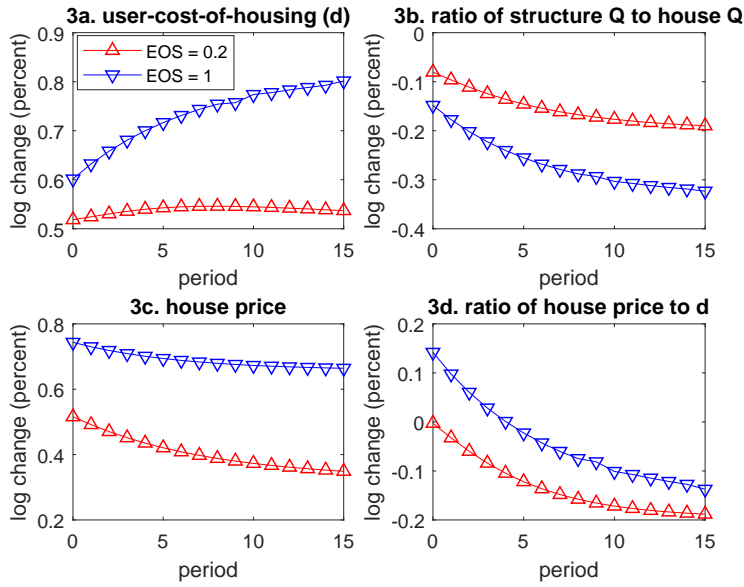 3a. user-cost-of-housing (d)
log change (percent)
0.9
0.8
0.7
0.6
0.5
EOS = 0.2
EOS = 1
0 5 10 15
period
3b. ratio of structure Q to house Q
log change (percent)
0
-0.1
-0.2
-0.3
-0.4
0 5 10 15
period
3c. house price
log change (percent)
0.8
0.6
0.4
0.2
0 5 10 15
period
3d. ratio of house price to d
log change (percent)
0.2
0.1
0
-0.1
-0.2
0 5 10 15
period